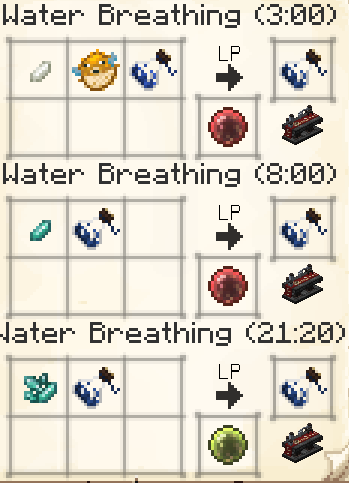 Water Breathing (3:00)
LP
Water Breathing (8:00)
LP
Water Breathing (21:20)
LP